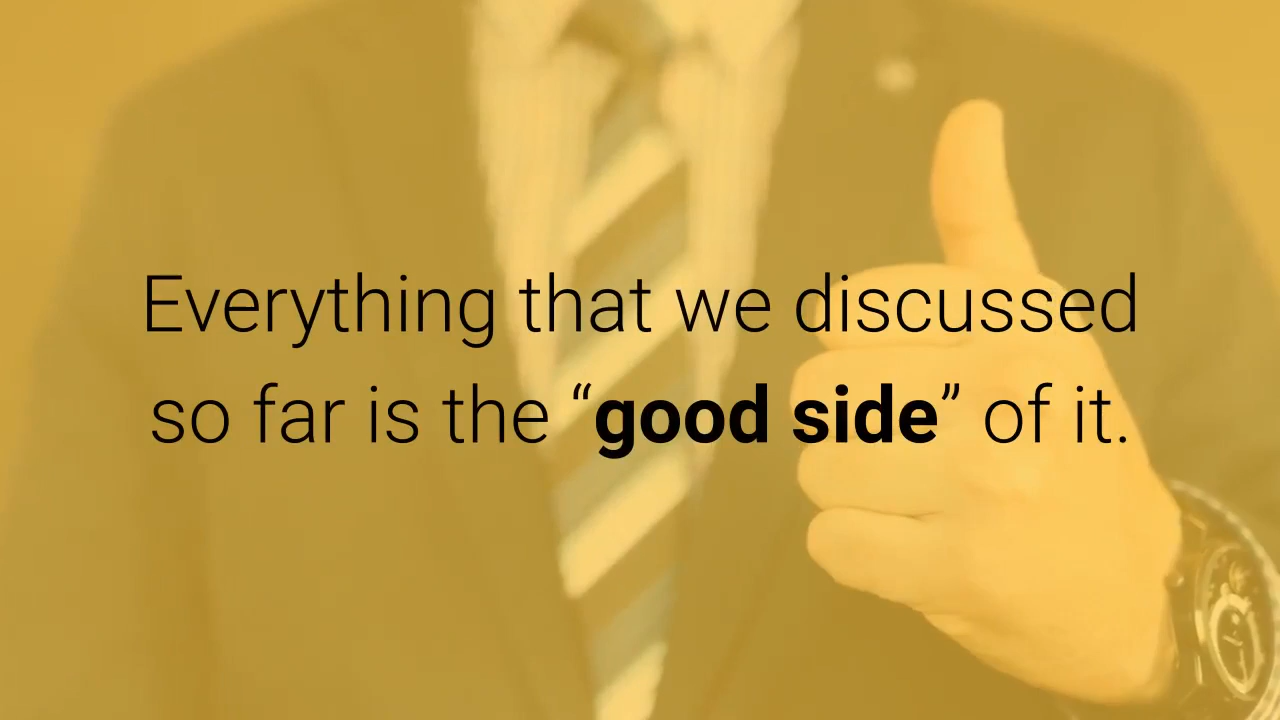 Everything that we discussed
so far is the “good side” of it.